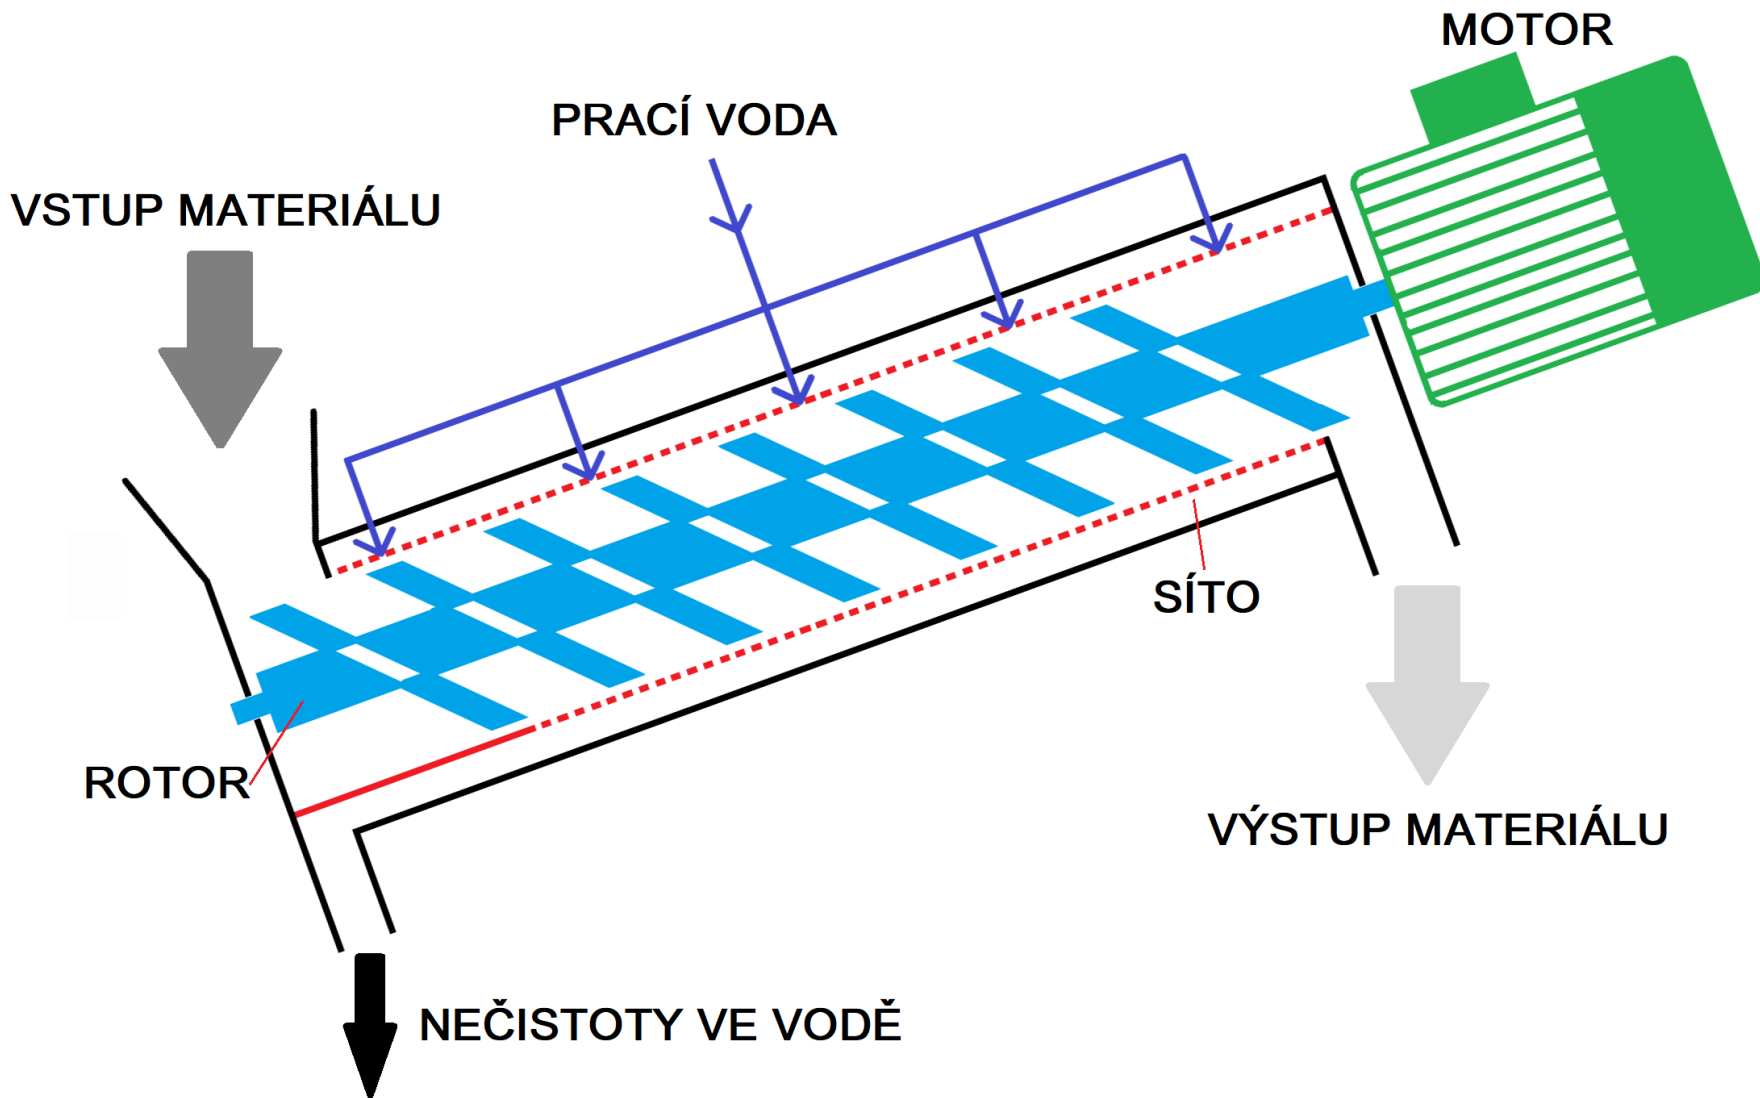 MOTOR
PRACÍ VODA
VSTUP MATERIÁLU
SÍTO
ROTOR
VÝSTUP MATERIÁLU
NEČISTOTY VE VODĚ